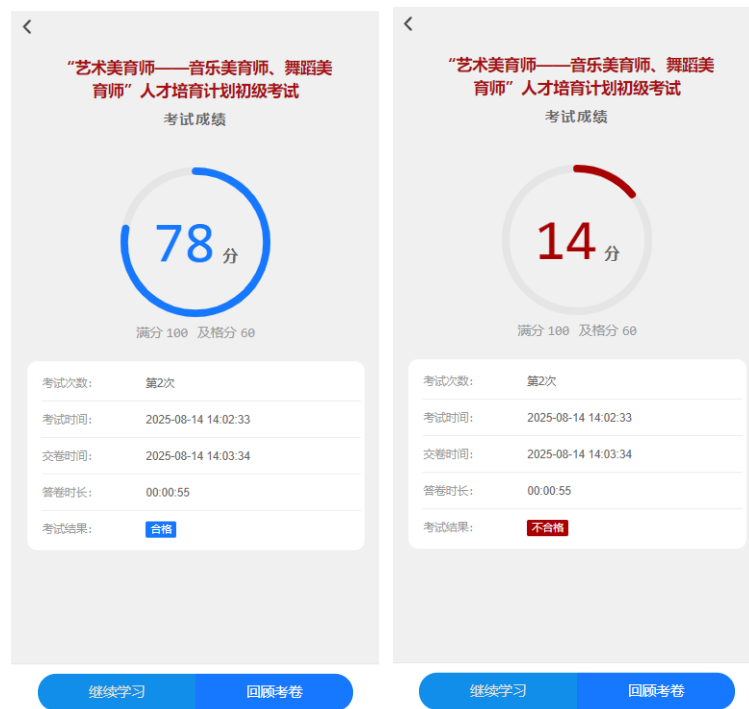 “艺术美育师——音乐美育师、舞蹈美
育师”人才培育计划初级考试
考试成绩
78 分
满分 100 及格分 60
考试次数: 第2次
考试时间: 2025-08-14 14:02:33
交卷时间: 2025-08-14 14:03:34
答卷时长: 00:00:55
考试结果: 合格
继续学习 回顾考卷
“艺术美育师——音乐美育师、舞蹈美
育师”人才培育计划初级考试
考试成绩
14 分
满分 100 及格分 60
考试次数: 第2次
考试时间: 2025-08-14 14:02:33
交卷时间: 2025-08-14 14:03:34
答卷时长: 00:00:55
考试结果: 不合格
继续学习 回顾考卷